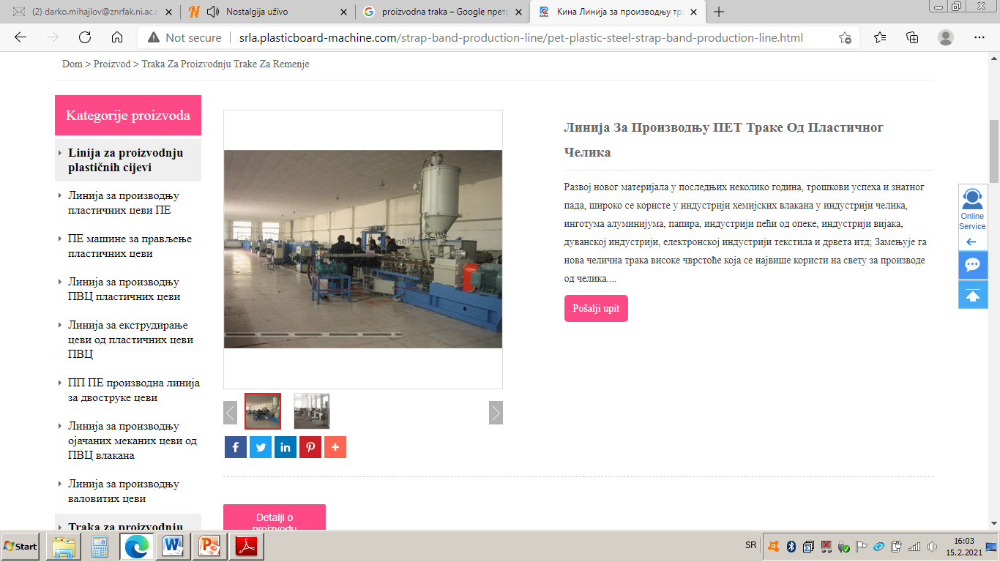 (2) darko.mihajlov@znrfak.ni.ac.r
Nostalgija uživo
proizvodna traka – Google прет
Кина Линија за производњу тра
Not secure
srla.plasticboard-machine.com/strap-band-production-line/pet-plastic-steel-strap-band-production-line.html
Dom > Proizvod > Traka Za Proizvodnju Trake Za Remenje
Kategorije proizvoda
Linija za proizvodnju
plastičnih cijevi
Линија за производњу
пластичних цеви ПЕ
ПЕ машине за прављење
пластичних цеви
Линија за производњу
ПВЦ пластичних цеви
Линија за екструдирање
цеви од пластичних цеви
ПВЦ
ПП ПЕ производна линија
за двоструке цеви
Линија за производњу
ојачаних меканих цеви од
ПВЦ влакана
Линија за производњу
валовитих цеви
Traka za proizvodnju
Линија За Производњу ПЕТ Траке Од Пластичног
Челика
Развој новог материјала у последњих неколико година, трошкови успеха и знатног
пада, широко се користе у индустрији хемијских влакана у индустрији челика,
инготума алуминијума, папира, индустрији пећи од опеке, индустрији вијака,
дуванској индустрији, електронској индустрији текстила и дрвета итд; Замењује га
нова челична трака високе чврстоће која се највише користи на свету за производе
од челика....
Pošalji upit
Detalji o
proizvodu
Online
Service
Start
SR
16:03
15.2.2021